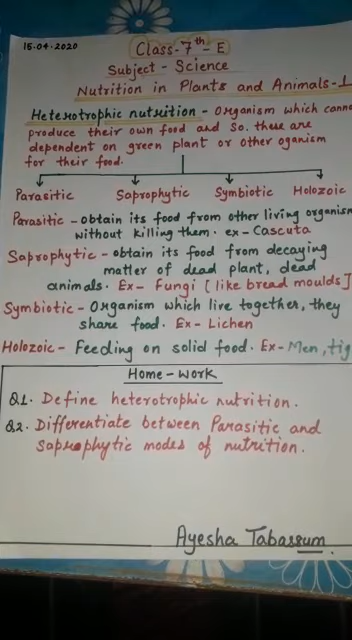 15.04.2020
Class-7th-E
Subject - Science
Nutrition in Plants and Animals-1
Heterotrophic nutrition - Organism which
produce their own food and so. these are
dependent on green plant or other oganism
for their food.
Parasitic Saprophytic Symbiotic Holozoic
Parasitic - obtain its food from other living organism
without killing them. ex - Cascuta
Saprophytic - obtain its food from decaying
matter of dead plant, dead
animals. Ex - Fungi [like bread moulds]
Symbiotic - Organism which live together, they
share food. Ex - Lichen
Holozoic - Feeding on solid food. Ex - Men,
Home-work
Q1. Define heterotrophic nutrition.
Q2. Differentiate between Parasitic and
saprophytic modes of nutrition.
Ayesha Tabassum.